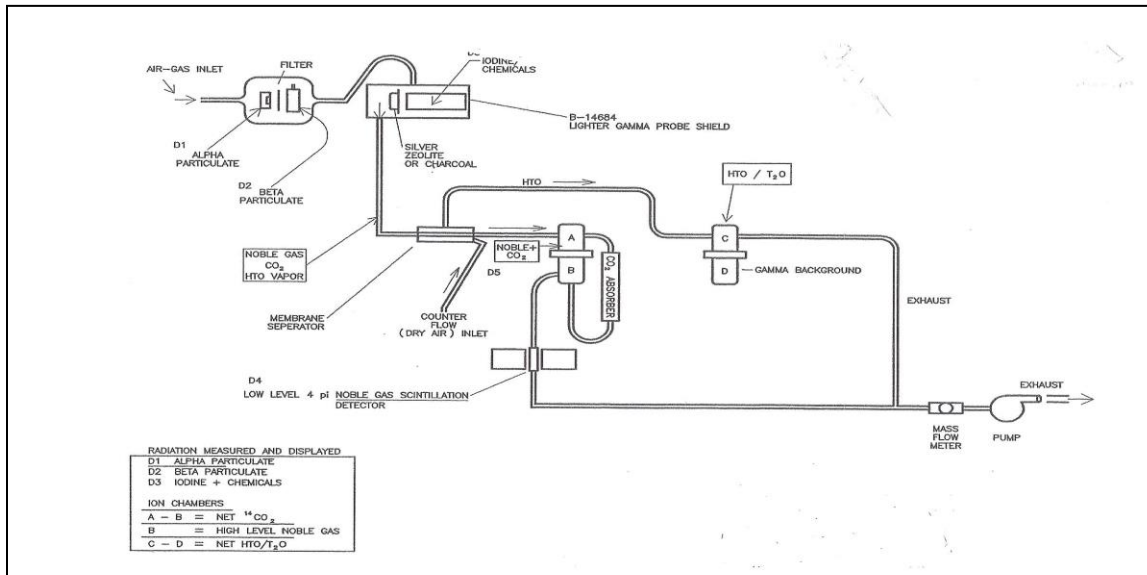 AIR-GAS INLET
FILTER
IODINE/
CHEMICALS
B-14684
LIGHTER GAMMA PROBE SHIELD
D1
ALPHA
PARTICULATE
D2
BETA
PARTICULATE
SILVER
ZEOLITE
OR CHARCOAL
HTO
HTO / T₂O
NOBLE GAS
CO₂
HTO VAPOR
A
NOBLE+
CO₂
B
D5
CO₂ ABSORBER
C
D
GAMMA BACKGROUND
MEMBRANE
SEPERATOR
COUNTER
FLOW
(DRY AIR) INLET
EXHAUST
D4
LOW LEVEL 4 pi NOBLE GAS SCINTILLATION
DETECTOR
EXHAUST
MASS
FLOW
METER
PUMP
RADIATION MEASURED AND DISPLAYED
D1 ALPHA PARTICULATE
D2 BETA PARTICULATE
D3 IODINE + CHEMICALS
ION CHAMBERS
A - B = NET ¹⁴CO₂
B = HIGH LEVEL NOBLE GAS
C - D = NET HTO/T₂O